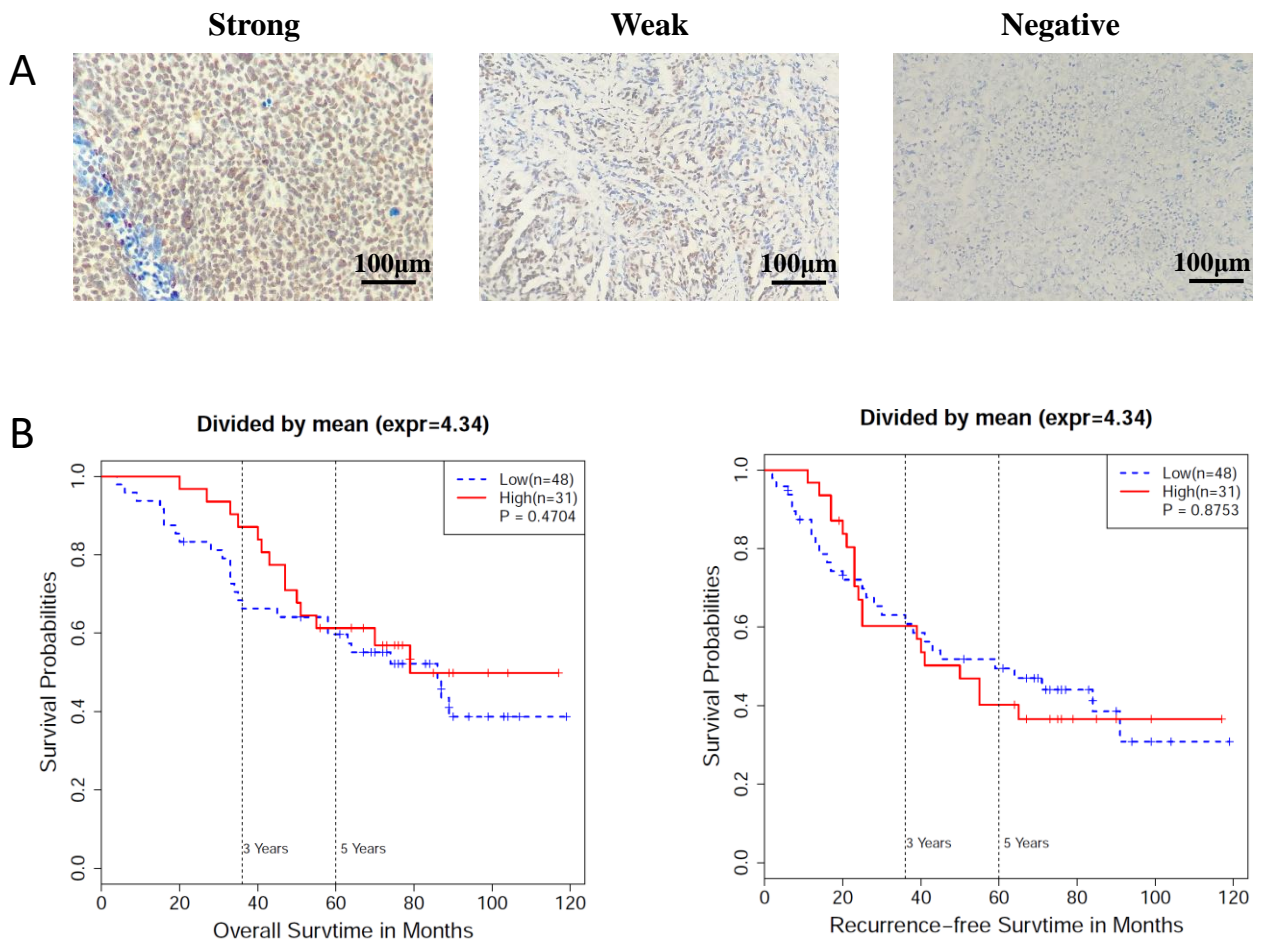 Strong
Weak
Negative
A
100μm
100μm
100μm
B
Divided by mean (expr=4.34)
Low(n=48)
High(n=31)
P = 0.4704
Survival Probabilities
1.0
0.8
0.6
0.4
0.2
0.0
3 Years
5 Years
0
20
40
60
80
100
120
Overall Survtime in Months
Divided by mean (expr=4.34)
Low(n=48)
High(n=31)
P = 0.8753
Survival Probabilities
1.0
0.8
0.6
0.4
0.2
0.0
3 Years
5 Years
0
20
40
60
80
100
120
Recurrence−free Survtime in Months